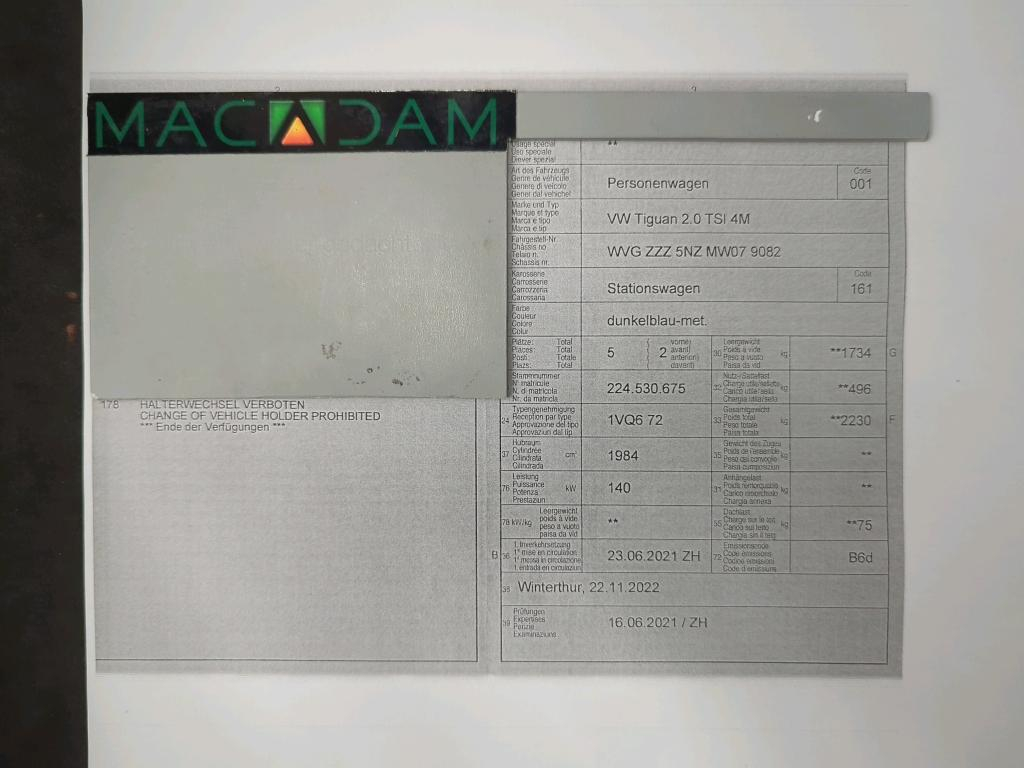 MACADAM
178 HALTERWECHSEL VERBOTEN
CHANGE OF VEHICLE HOLDER PROHIBITED
*** Ende der Verfügungen ***
Usage spécial
Uso speciale
Diever spezial
**
Art des Fahrzeugs
Genre de véhicule
Genere di veicolo
Gener dal vehichel
Personenwagen
Code
001
Marke und Typ
Marque et type
Marca e tipo
Marca e tip
VW Tiguan 2.0 TSI 4M
Fahrgestell-Nr.
Châssis no
Telaio n.
Schassis nr.
WVG ZZZ 5NZ MW07 9082
Karosserie
Carrosserie
Carrozzeria
Carossaria
Stationswagen
Code
161
Farbe
Couleur
Colore
Colur
dunkelblau-met.
Plätze: Total
Places: Total
Posti: Totale
Plazs: Total
5
( vorne)
( 2 avant)
( anteriori)
( davant)
30 Leergewicht
Poids à vide
Peso a vuoto
Paisa da vid
kg
**1734 G
Stammnummer
N° matricule
N. di matricola
Nr. da matricla
224.530.675
32 Nutz-/Sattellast
Charge utile/sellette
Carico utile/sella
Chargia utila/sella
kg
**496
24 Typengenehmigung
Réception par type
Approvazione del tipo
Approvaziun dal tip
1VQ6 72
33 Gesamtgewicht
Poids total
Peso totale
Paisa totala
kg
**2230 F
37 Hubraum
Cylindrée
Cilindrata
Cilindrada
cm³
1984
35 Gewicht des Zuges
Poids de l'ensemble
Peso del convoglio
Paisa cumposiziun
kg
**
76 Leistung
Puissance
Potenza
Prestaziun
kW
140
31 Anhängelast
Poids remorquable
Carico rimorchiato
Chargia annexa
kg
**
78 kW/kg
Leergewicht
poids à vide
peso a vuoto
paisa da vid
**
55 Dachlast
Charge sur le toit
Carico sul tetto
Chargia sin il tetg
kg
**75
B 36
1. Inverkehrsetzung
1re mise en circulation
1a messa in circolazione
1. entrada en circulaziun
23.06.2021 ZH
72 Emissionscode
Code émissions
Codice emissioni
Code d'emissiuns
B6d
38 Winterthur, 22.11.2022
39 Prüfungen
Expertises
Perizie
Examinaziuns
16.06.2021 / ZH